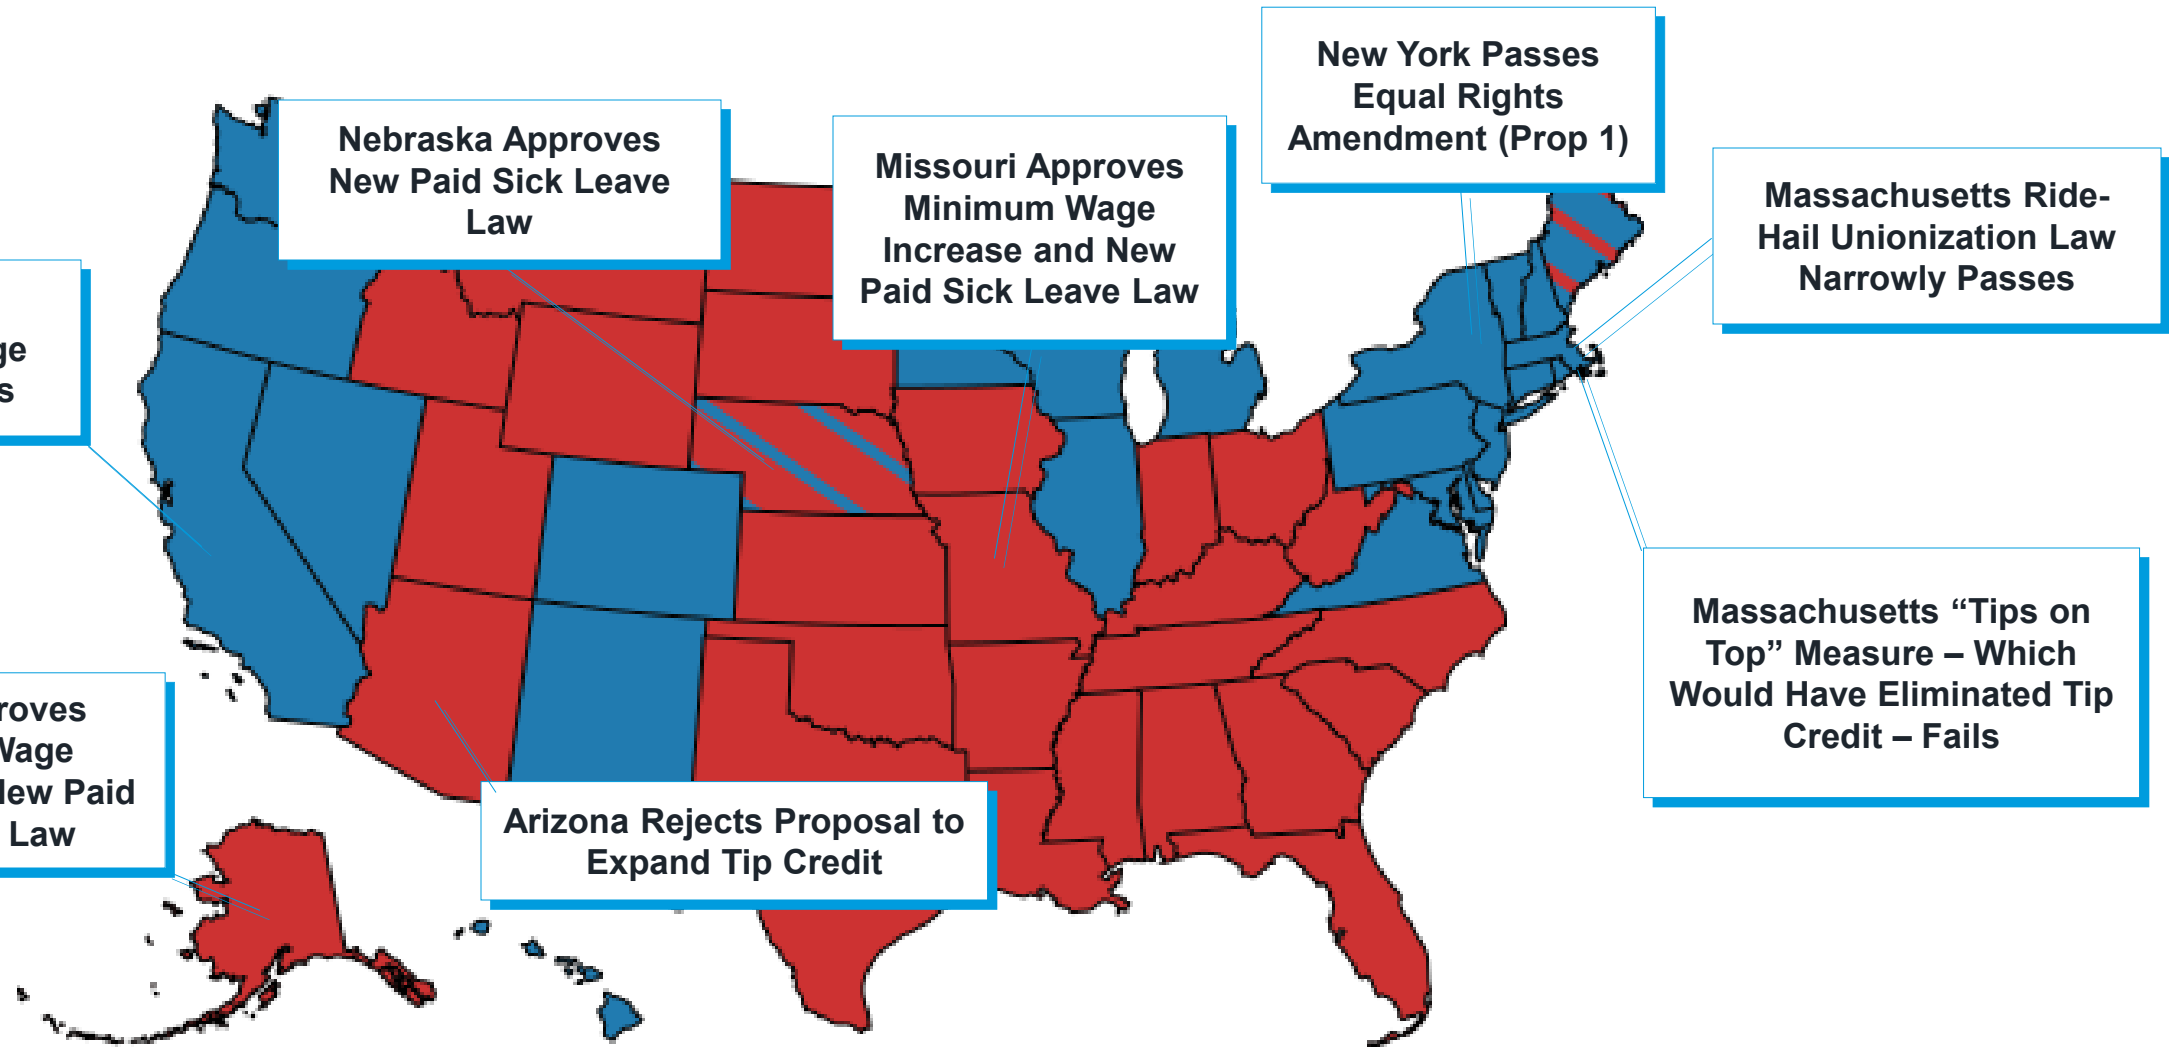 New York Passes
Equal Rights
Amendment (Prop 1)
Nebraska Approves
New Paid Sick Leave
Law
Missouri Approves
Minimum Wage
Increase and New
Paid Sick Leave Law
Massachusetts Ride-
Hail Unionization Law
Narrowly Passes
ge
s
Massachusetts “Tips on
Top” Measure – Which
Would Have Eliminated Tip
Credit – Fails
roves
Wage
New Paid
Law
Arizona Rejects Proposal to
Expand Tip Credit